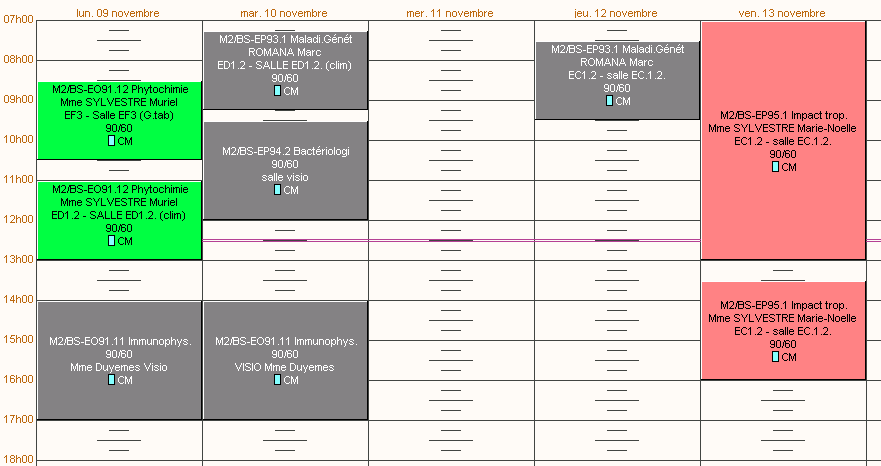 lun. 09 novembre
mar. 10 novembre
mer. 11 novembre
jeu. 12 novembre
ven. 13 novembre
07h00
08h00
09h00
10h00
11h00
12h00
13h00
14h00
15h00
16h00
17h00
18h00
M2/BS-EO91.12 Phytochimie
Mme SYLVESTRE Muriel
EF3 - Salle EF3 (G.tab)
90/60
CM
M2/BS-EO91.12 Phytochimie
Mme SYLVESTRE Muriel
ED1.2 - SALLE ED1.2. (clim)
90/60
CM
M2/BS-EO91.11 Immunophys.
90/60
Mme Duyemes Visio
CM
M2/BS-EP93.1 Maladi.Génét
ROMANA Marc
ED1.2 - SALLE ED1.2. (clim)
90/60
CM
M2/BS-EP94.2 Bactériologi
90/60
salle visio
CM
M2/BS-EO91.11 Immunophys.
90/60
VISIO Mme Duyemes
CM
M2/BS-EP93.1 Maladi.Génét
ROMANA Marc
EC1.2 - salle EC.1.2.
90/60
CM
M2/BS-EP95.1 Impact trop.
Mme SYLVESTRE Marie-Noelle
EC1.2 - salle EC.1.2.
90/60
CM
M2/BS-EP95.1 Impact trop.
Mme SYLVESTRE Marie-Noelle
EC1.2 - salle EC.1.2.
90/60
CM